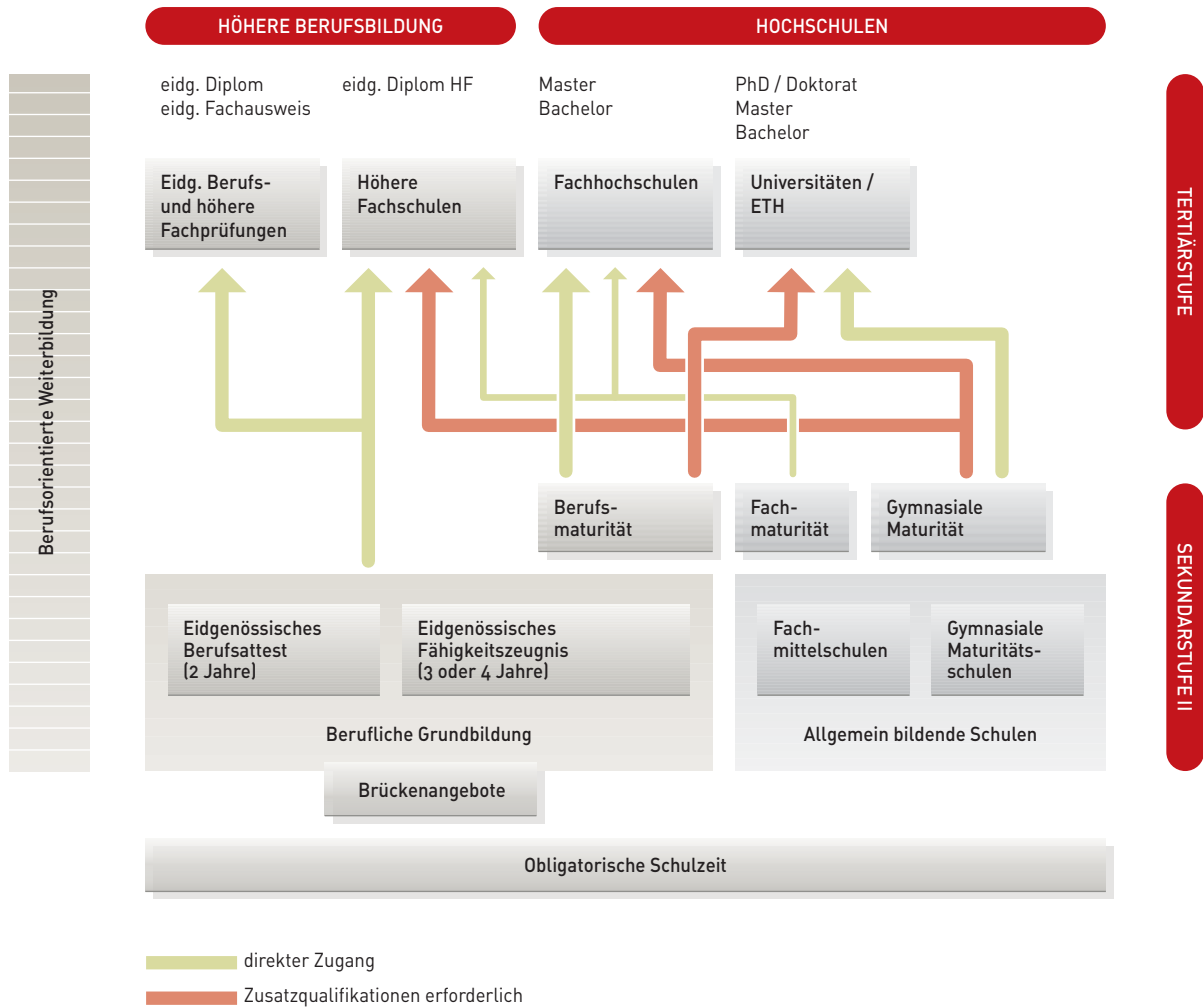 HÖHERE BERUFSBILDUNG
HOCHSCHULEN
eidg. Diplom
eidg. Fachausweis
eidg. Diplom HF
Master
Bachelor
PhD / Doktorat
Master
Bachelor
Eidg. Berufs-
und höhere
Fachprüfungen
Höhere
Fachschulen
Fachhochschulen
Universitäten /
ETH
TERTIÄRSTUFE
Berufsorientierte Weiterbildung
Berufs-
maturität
Fach-
maturität
Gymnasiale
Maturität
SEKUNDARSTUFE II
Eidgenössisches
Berufsattest
(2 Jahre)
Eidgenössisches
Fähigkeitszeugnis
(3 oder 4 Jahre)
Fach-
mittelschulen
Gymnasiale
Maturitäts-
schulen
Berufliche Grundbildung
Allgemein bildende Schulen
Brückenangebote
Obligatorische Schulzeit
direkter Zugang
Zusatzqualifikationen erforderlich